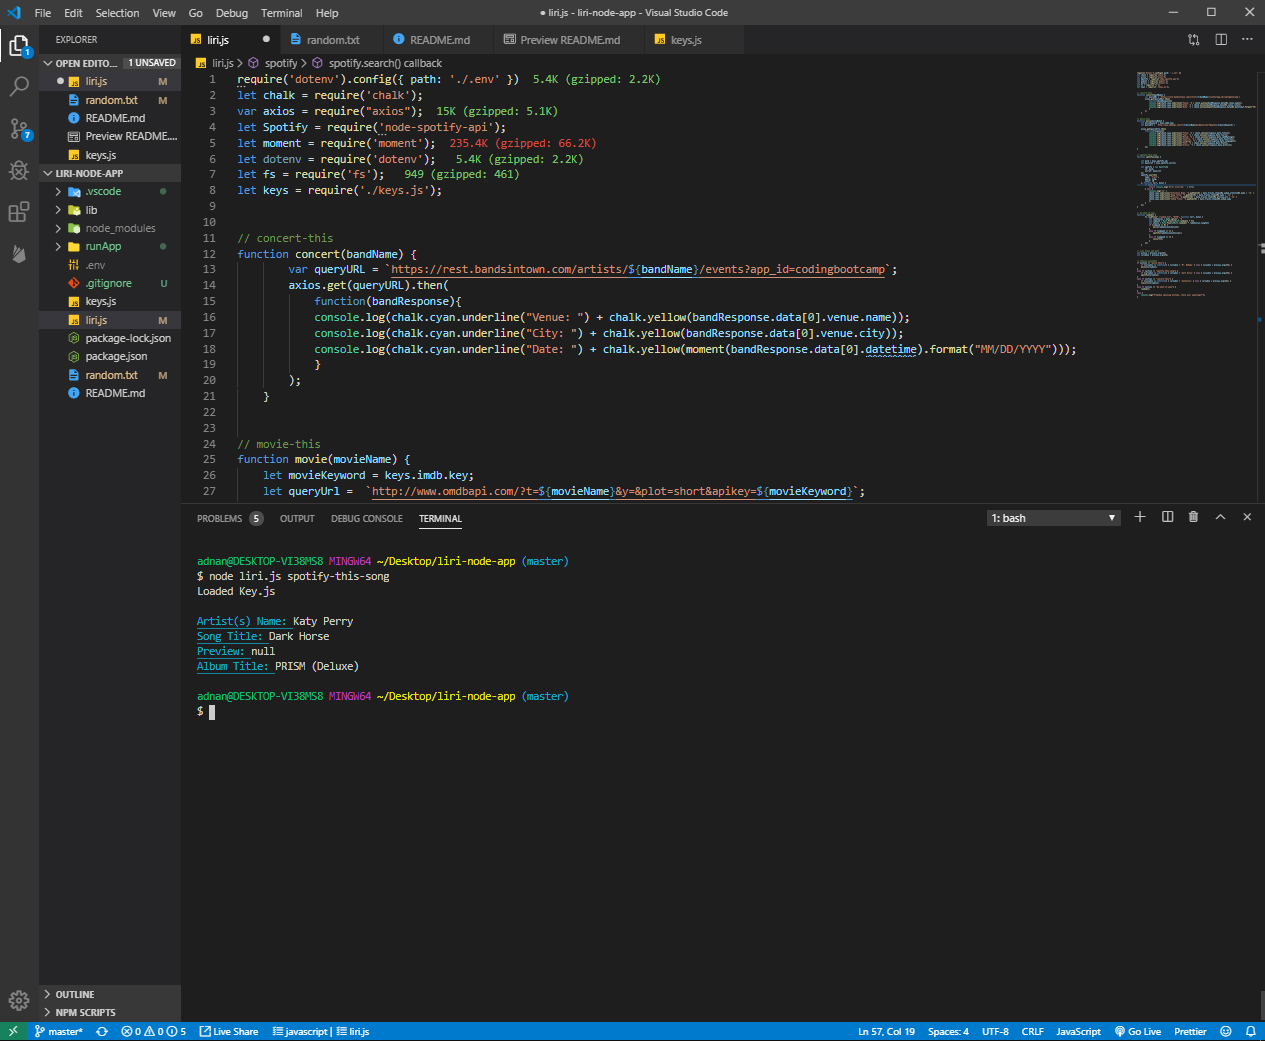 File Edit Selection View Go Debug Terminal Help
● liri.js - liri-node-app - Visual Studio Code
EXPLORER
OPEN EDITO... 1 UNSAVED
liri.js M
random.txt M
README.md
Preview README....
keys.js
LIRI-NODE-APP
.vscode
lib
node_modules
runApp
.env
.gitignore U
keys.js
liri.js M
package-lock.json
package.json
random.txt M
README.md
OUTLINE
NPM SCRIPTS
1
7
liri.js random.txt README.md Preview README.md keys.js
liri.js > spotify > spotify.search() callback
1 require('dotenv').config({ path: './.env' }) 5.4K (gzipped: 2.2K)
2 let chalk = require('chalk');
3 var axios = require("axios"); 15K (gzipped: 5.1K)
4 let Spotify = require('node-spotify-api');
5 let moment = require('moment'); 235.4K (gzipped: 66.2K)
6 let dotenv = require('dotenv'); 5.4K (gzipped: 2.2K)
7 let fs = require('fs'); 949 (gzipped: 461)
8 let keys = require('./keys.js');
9
10
11 // concert-this
12 function concert(bandName) {
13 var queryURL = `https://rest.bandsintown.com/artists/${bandName}/events?app_id=codingbootcamp`;
14 axios.get(queryURL).then(
15 function(bandResponse){
16 console.log(chalk.cyan.underline("Venue: ") + chalk.yellow(bandResponse.data[0].venue.name));
17 console.log(chalk.cyan.underline("City: ") + chalk.yellow(bandResponse.data[0].venue.city));
18 console.log(chalk.cyan.underline("Date: ") + chalk.yellow(moment(bandResponse.data[0].datetime).format("MM/DD/YYYY")));
19 }
20 );
21 }
22
23
24 // movie-this
25 function movie(movieName) {
26 let movieKeyword = keys.imdb.key;
27 let queryUrl = `http://www.omdbapi.com/?t=${movieName}&y=&plot=short&apikey=${movieKeyword}`;
PROBLEMS 5 OUTPUT DEBUG CONSOLE TERMINAL
1: bash
adnan@DESKTOP-VI38MS8 MINGW64 ~/Desktop/liri-node-app (master)
$ node liri.js spotify-this-song
Loaded Key.js
Artist(s) Name: Katy Perry
Song Title: Dark Horse
Preview: null
Album Title: PRISM (Deluxe)
adnan@DESKTOP-VI38MS8 MINGW64 ~/Desktop/liri-node-app (master)
$
master* 0 0 5 Live Share javascript | liri.js
Ln 57, Col 19 Spaces: 4 UTF-8 CRLF JavaScript Go Live Prettier